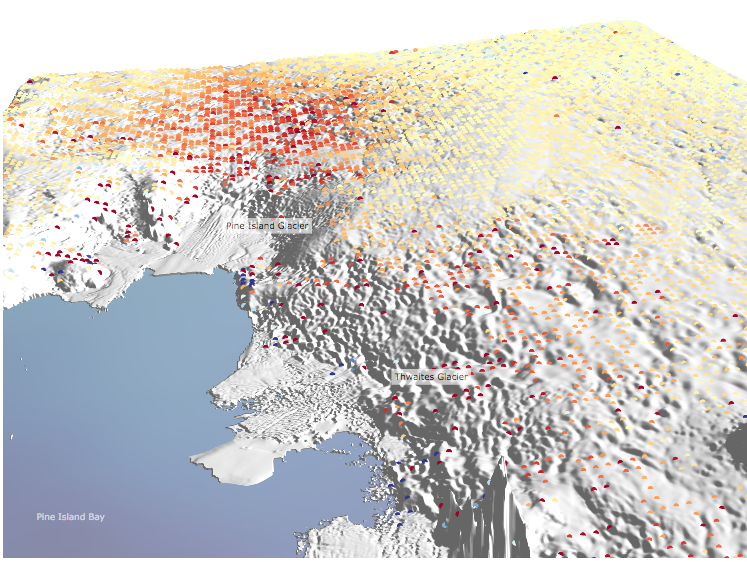 Pine Island Glacier
Thwaites Glacier
Pine Island Bay